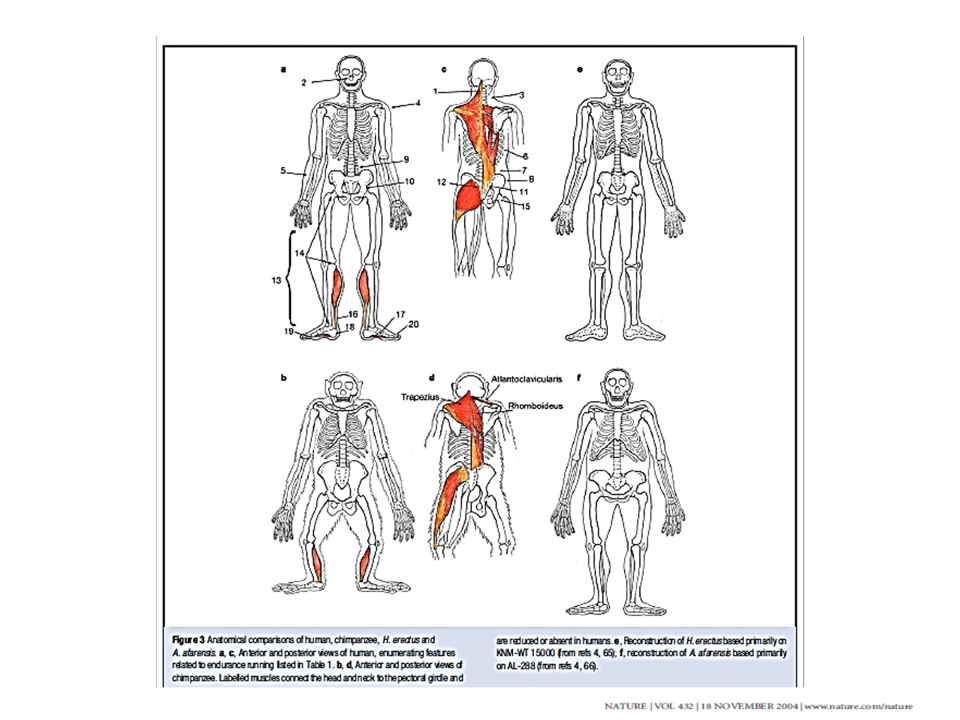 a
c
e
2
1
3
4
6
5
9
7
10
12
8
11
15
14
13
16
17
20
19
18
b
d
f
Atlantoclavicularis
Trapezius
Rhomboideus
Figure 3 Anatomical comparisons of human, chimpanzee, H. erectus and
A. afarensis. a, c, Anterior and posterior views of human, enumerating features
related to endurance running listed in Table 1. b, d, Anterior and posterior views of
chimpanzee. Labelled muscles connect the head and neck to the pectoral girdle and
are reduced or absent in humans. e, Reconstruction of H. erectus based primarily on
KNM-WT 15000 (from refs 4, 65); f, reconstruction of A. afarensis based primarily
on AL-288 (from refs 4, 66).
NATURE | VOL 432 | 18 NOVEMBER 2004 | www.nature.com/nature